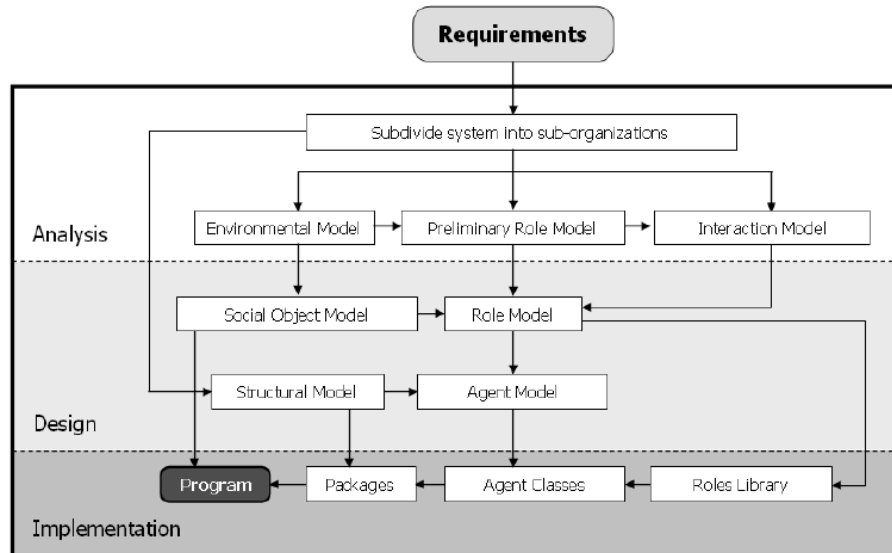 Requirements
Subdivide system into sub-organizations
Environmental Model
Preliminary Role Model
Interaction Model
Analysis
Social Object Model
Role Model
Structural Model
Agent Model
Design
Program
Packages
Agent Classes
Roles Library
Implementation